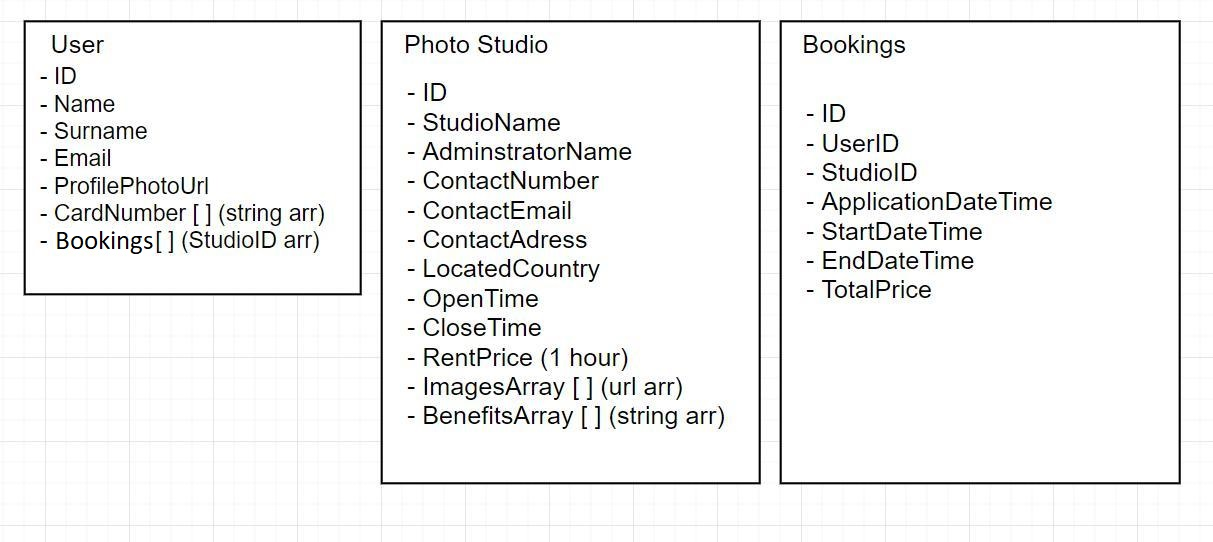 User
- ID
- Name
- Surname
- Email
- ProfilePhotoUrl
- CardNumber [ ] (string arr)
- Bookings[ ] (StudioID arr)
Photo Studio
- ID
- StudioName
- AdminstratorName
- ContactNumber
- ContactEmail
- ContactAdress
- LocatedCountry
- OpenTime
- CloseTime
- RentPrice (1 hour)
- ImagesArray [ ] (url arr)
- BenefitsArray [ ] (string arr)
Bookings
- ID
- UserID
- StudioID
- ApplicationDateTime
- StartDateTime
- EndDateTime
- TotalPrice